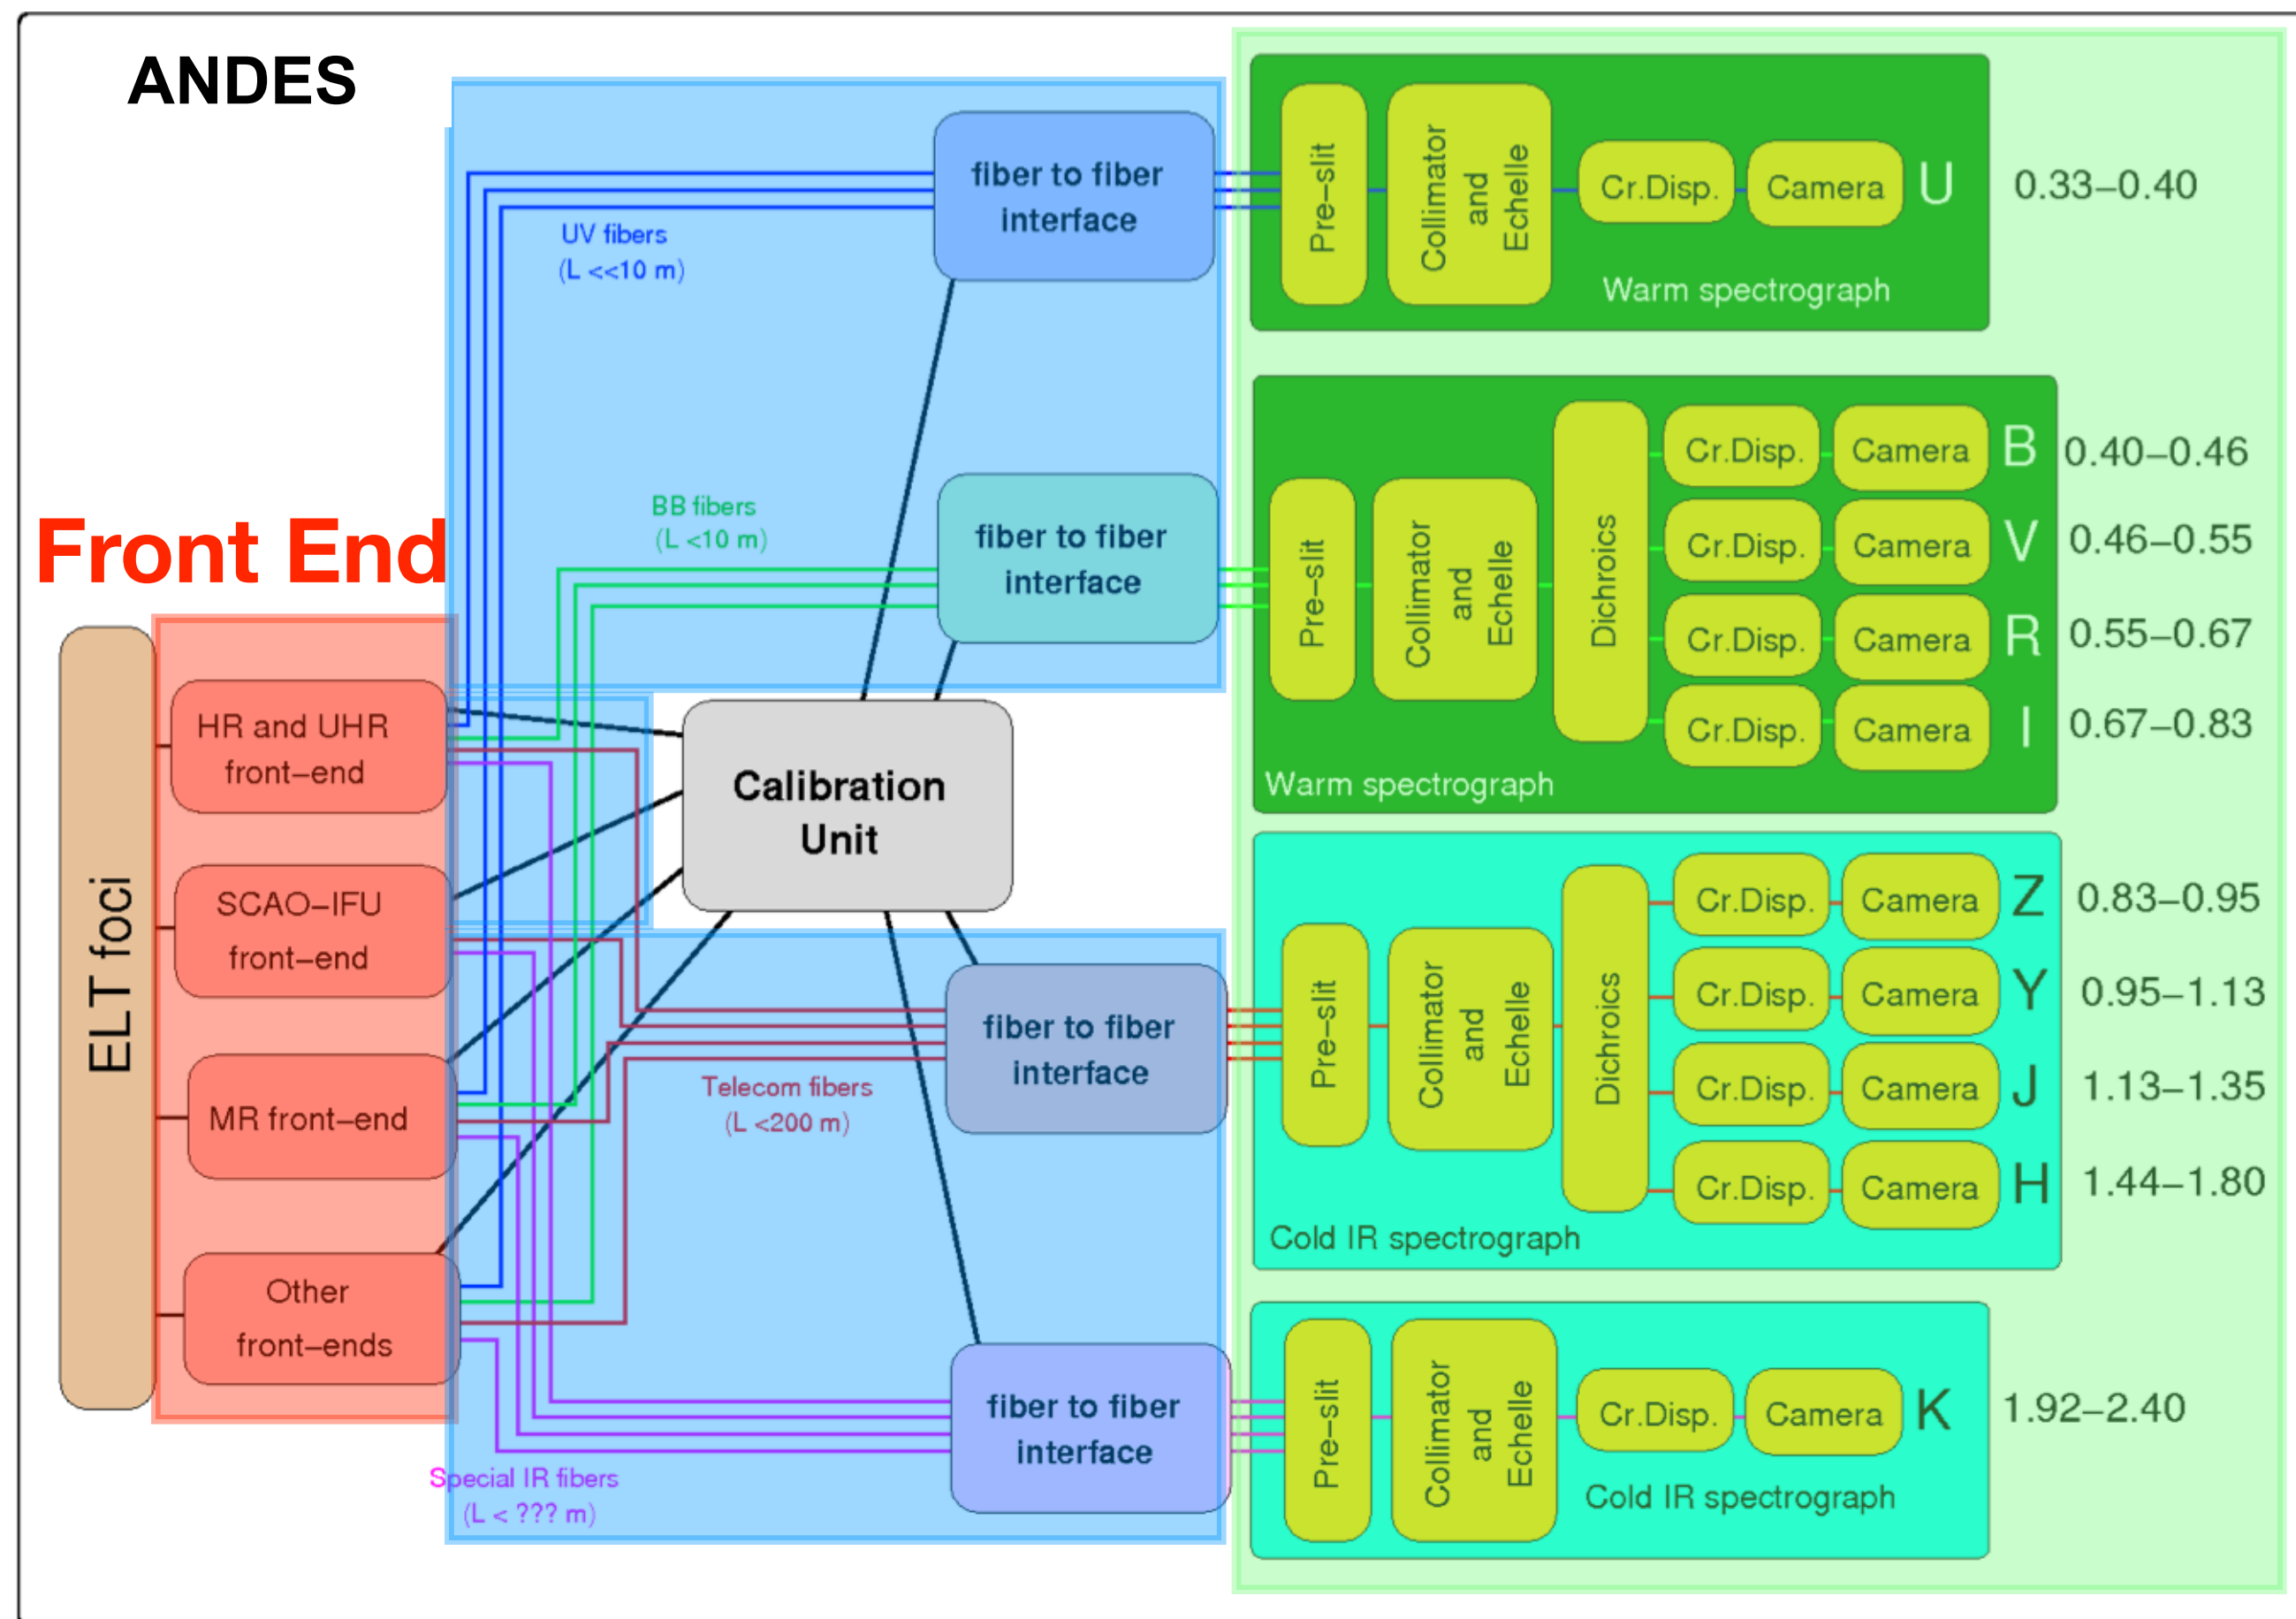 ANDES
Front End
ELT foci
HR and UHR
front–end
SCAO–IFU
front–end
MR front–end
Other
front–ends
UV fibers
(L <<10 m)
BB fibers
(L <10 m)
Telecom fibers
(L <200 m)
Special IR fibers
(L < ??? m)
Calibration
Unit
fiber to fiber
interface
fiber to fiber
interface
fiber to fiber
interface
fiber to fiber
interface
Pre–slit
Collimator
and
Echelle
Cr.Disp.
Camera
U
0.33–0.40
Warm spectrograph
Pre–slit
Collimator
and
Echelle
Dichroics
Cr.Disp.
Camera
B
0.40–0.46
Cr.Disp.
Camera
V
0.46–0.55
Cr.Disp.
Camera
R
0.55–0.67
Cr.Disp.
Camera
I
0.67–0.83
Warm spectrograph
Pre–slit
Collimator
and
Echelle
Dichroics
Cr.Disp.
Camera
Z
0.83–0.95
Cr.Disp.
Camera
Y
0.95–1.13
Cr.Disp.
Camera
J
1.13–1.35
Cr.Disp.
Camera
H
1.44–1.80
Cold IR spectrograph
Pre–slit
Collimator
and
Echelle
Cr.Disp.
Camera
K
1.92–2.40
Cold IR spectrograph